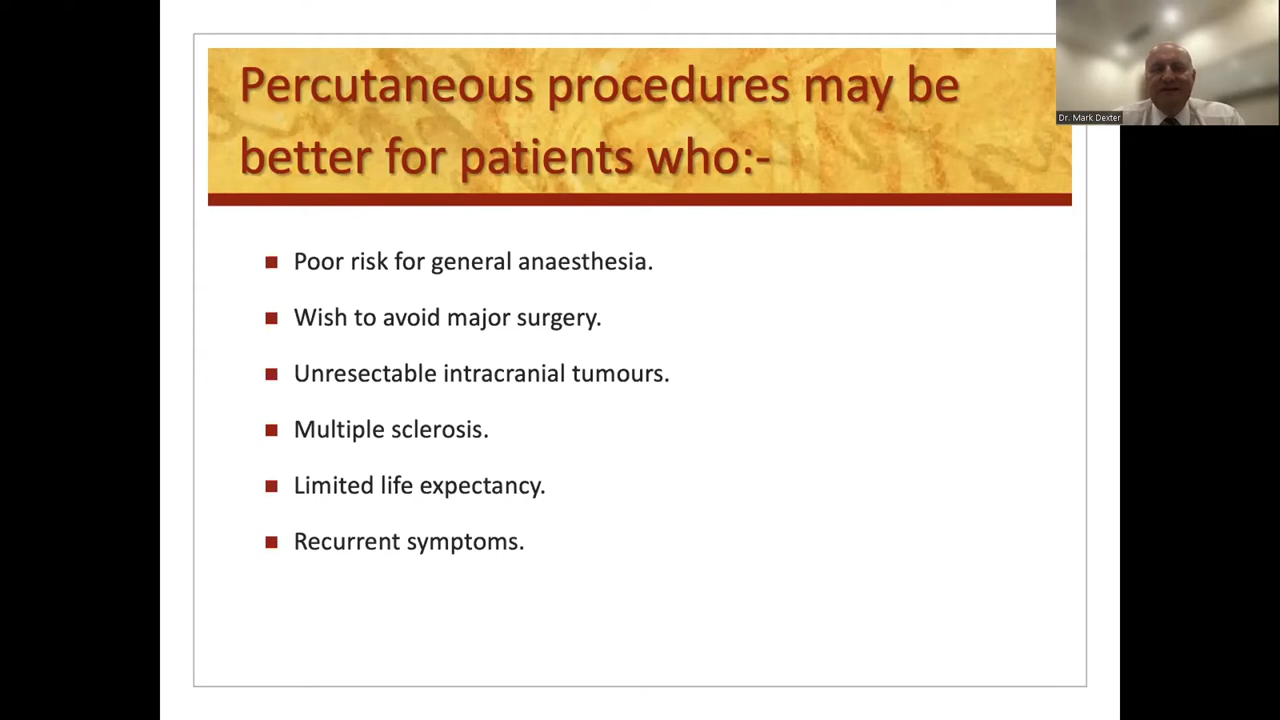 Percutaneous procedures may be
better for patients who:-
Dr. Mark Dexter
Poor risk for general anaesthesia.
Wish to avoid major surgery.
Unresectable intracranial tumours.
Multiple sclerosis.
Limited life expectancy.
Recurrent symptoms.